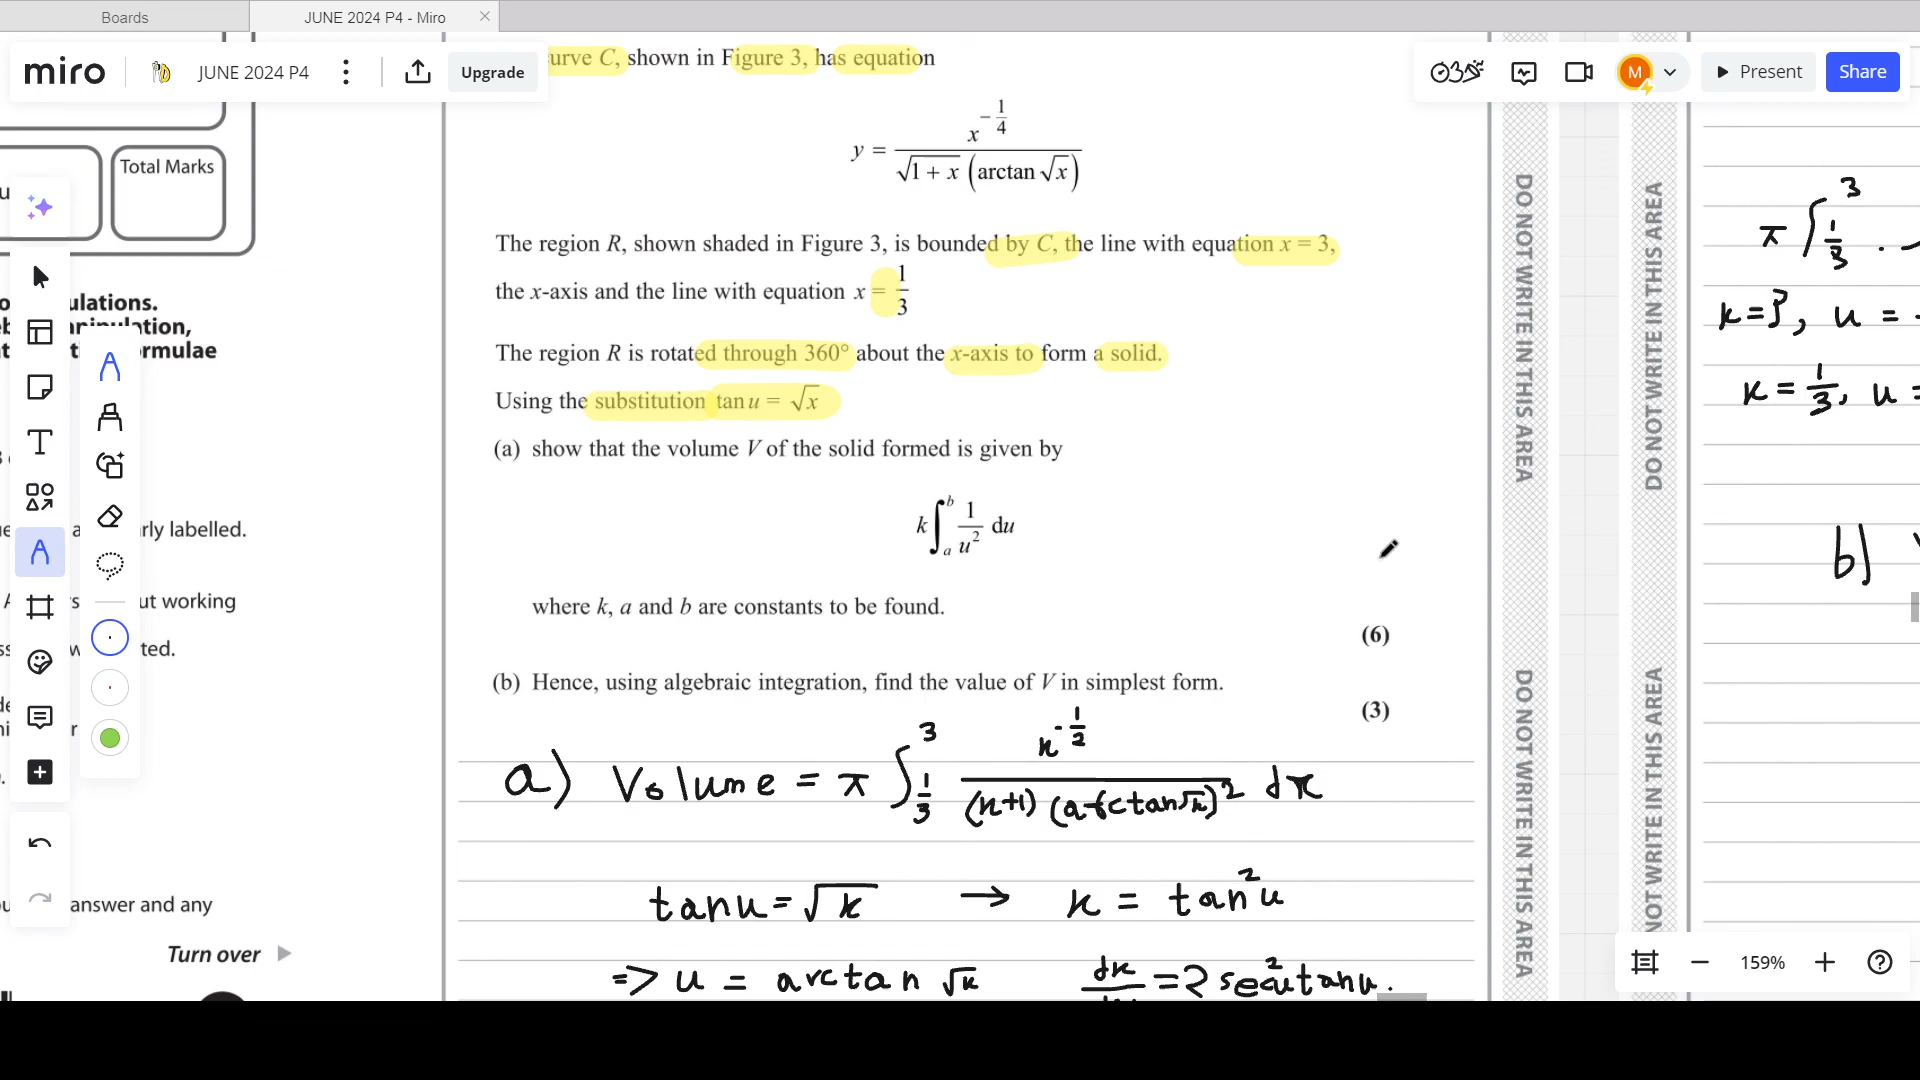 Boards
JUNE 2024 P4 - Miro
miro
JUNE 2024 P4
Upgrade
Present
Share
M
urve C, shown in Figure 3, has equation
y = x^{-1/4} / (√(1 + x) (arctan √x))
Total Marks
The region R, shown shaded in Figure 3, is bounded by C, the line with equation x = 3,
the x-axis and the line with equation x = 1/3
The region R is rotated through 360° about the x-axis to form a solid.
Using the substitution tan u = √x
(a) show that the volume V of the solid formed is given by
k ∫_a^b 1/u² du
where k, a and b are constants to be found.
(6)
(b) Hence, using algebraic integration, find the value of V in simplest form.
(3)
a) Volume = π ∫_{1/3}^{3} x^{-1/2} / ((x+1) (arctan√x)²) dx
tan u = √x → x = tan² u
=> u = arctan √x dx/du = 2 sec² u tan u.
ulations.
anipulation,
ormulae
rly labelled.
ut working
ted.
answer and any
Turn over
DO NOT WRITE IN THIS AREA
DO NOT WRITE IN THIS AREA
DO NOT WRITE IN THIS AREA
NOT WRITE IN THIS AREA
π ∫_{1/3}^{3}
x = 3, u =
x = 1/3, u =
b)
159%